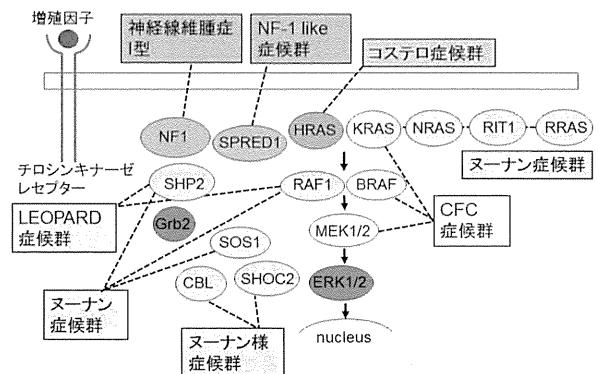 増殖因子
神経線維腫症
I型
NF-1 like
症候群
コステロ症候群
NF1
SPRED1
HRAS
KRAS
NRAS
RIT1
RRAS
チロシンキナーゼ
レセプター
ヌーナン症候群
SHP2
RAF1
BRAF
LEOPARD
症候群
Grb2
MEK1/2
CFC
症候群
SOS1
CBL
SHOC2
ERK1/2
ヌーナン
症候群
ヌーナン様
症候群
nucleus